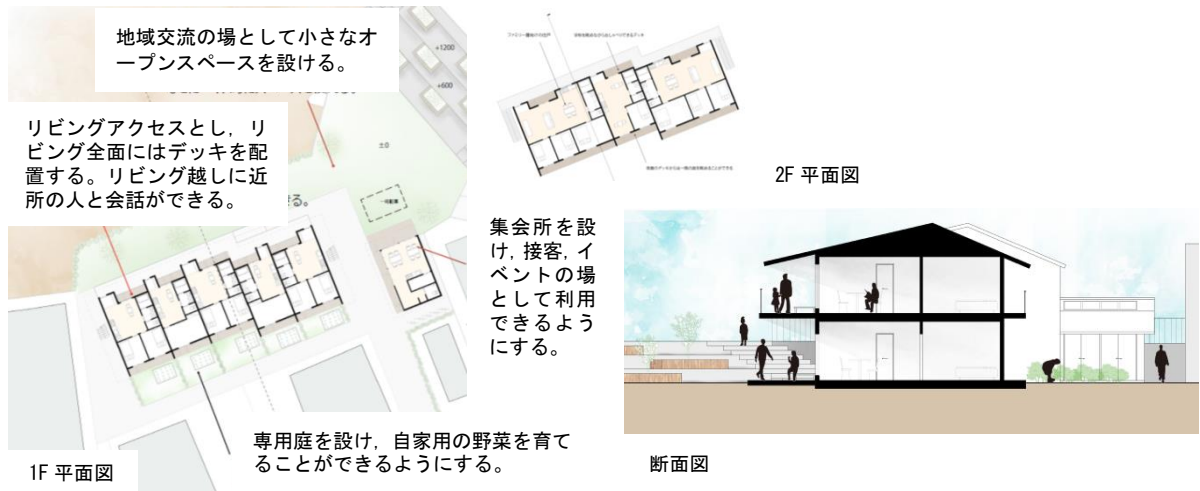 地域交流の場として小さなオ
ープンスペースを設ける。
+1200
+600
リビングアクセスとし，リ
ビング全面にはデッキを配
置する。リビング越しに近
所の人と会話ができる。
±0
る。
2F 平面図
集会所を設
け，接客，イ
ベントの場
として利用
できるよう
にする。
専用庭を設け，自家用の野菜を育て
ることができるようにする。
1F 平面図
断面図